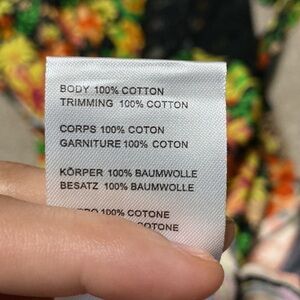 BODY 100% COTTON
TRIMMING 100% COTTON
CORPS 100% COTON
GARNITURE 100% COTON
KÖRPER 100% BAUMWOLLE
BESATZ 100% BAUMWOLLE
100% COTONE
COTONE